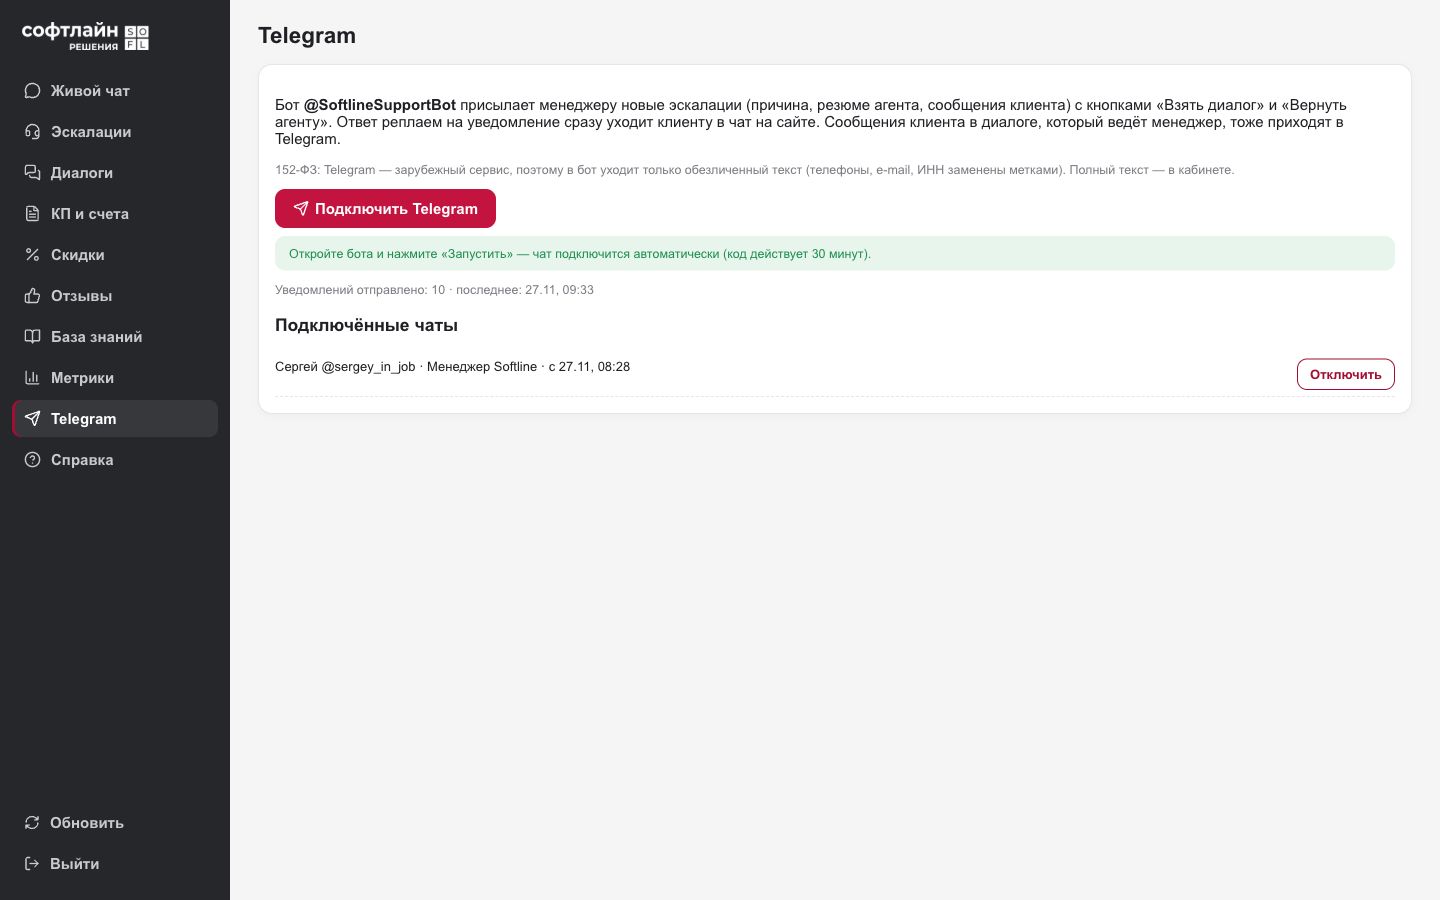 софтлайн
РЕШЕНИЯ
SO
FL
Живой чат
Эскалации
Диалоги
КП и счета
Скидки
Отзывы
База знаний
Метрики
Telegram
Справка
Обновить
Выйти
Telegram
Бот @SoftlineSupportBot присылает менеджеру новые эскалации (причина, резюме агента, сообщения клиента) с кнопками «Взять диалог» и «Вернуть
агенту». Ответ реплаем на уведомление сразу уходит клиенту в чат на сайте. Сообщения клиента в диалоге, который ведёт менеджер, тоже приходят в
Telegram.
152-ФЗ: Telegram — зарубежный сервис, поэтому в бот уходит только обезличенный текст (телефоны, e-mail, ИНН заменены метками). Полный текст — в кабинете.
Подключить Telegram
Откройте бота и нажмите «Запустить» — чат подключится автоматически (код действует 30 минут).
Уведомлений отправлено: 10 · последнее: 27.11, 09:33
Подключённые чаты
Сергей @sergey_in_job · Менеджер Softline · с 27.11, 08:28
Отключить